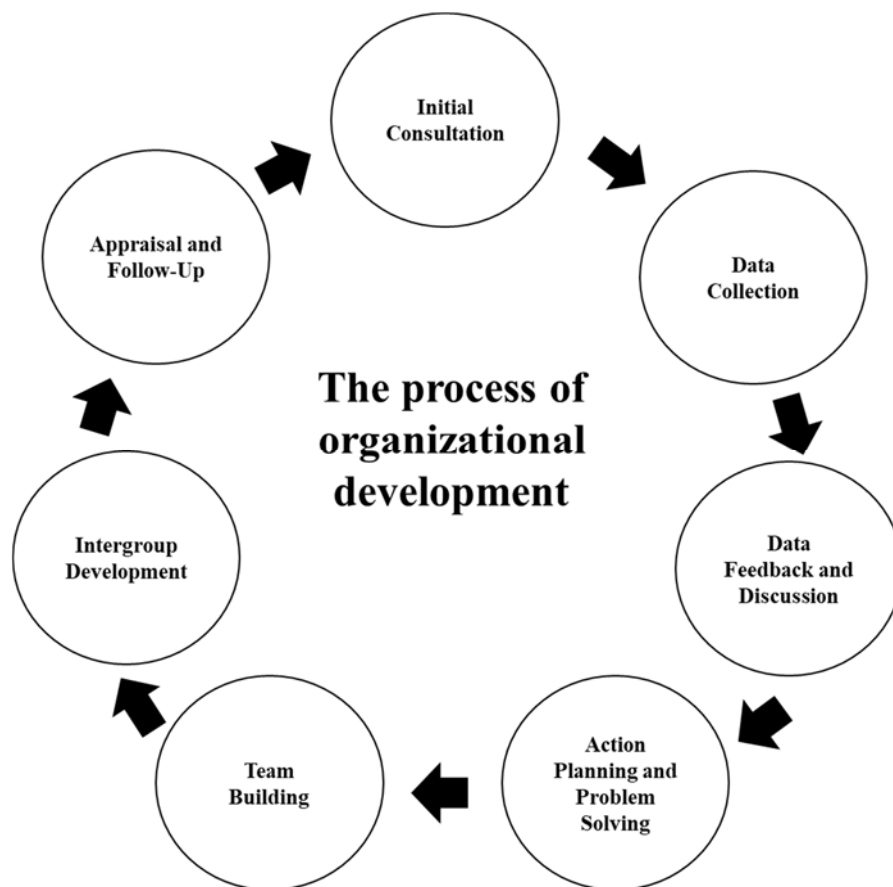 Initial
Consultation
Data
Collection
Data
Feedback and
Discussion
Action
Planning and
Problem
Solving
Team
Building
Intergroup
Development
Appraisal and
Follow-Up
The process of
organizational
development